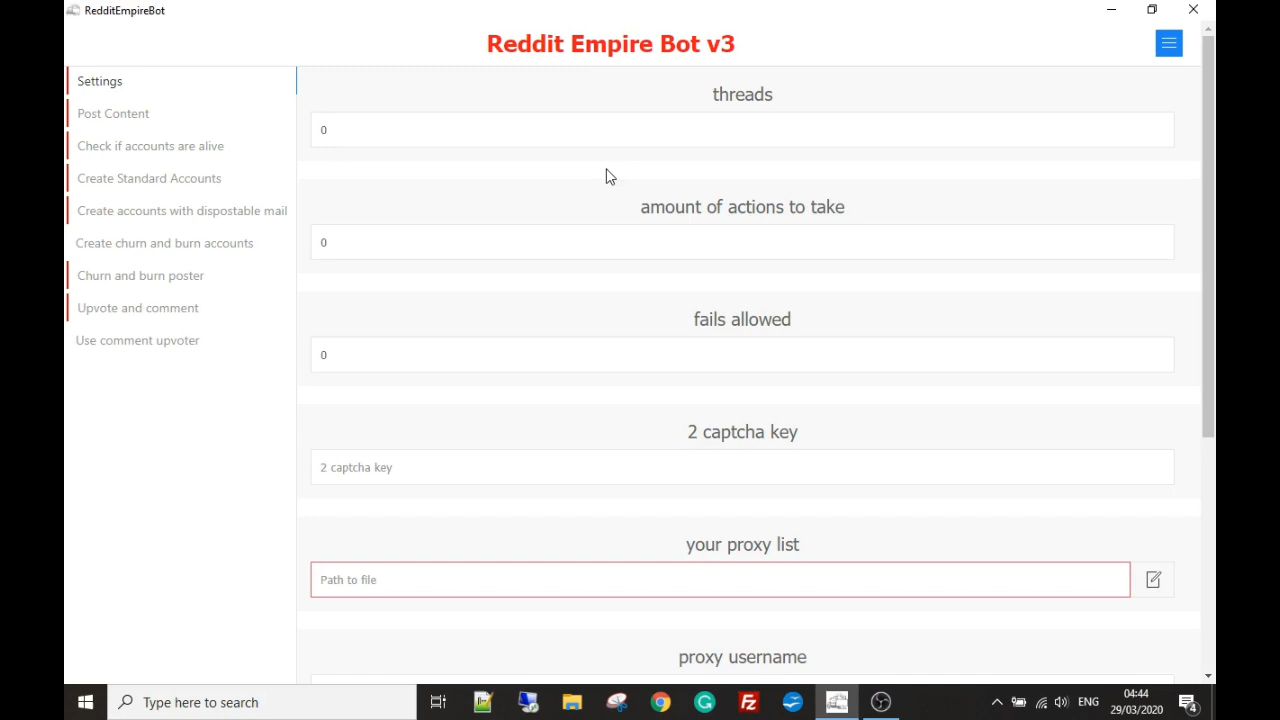 RedditEmpireBot
Reddit Empire Bot v3
Settings
Post Content
Check if accounts are alive
Create Standard Accounts
Create accounts with dispostable mail
Create churn and burn accounts
Churn and burn poster
Upvote and comment
Use comment upvoter
threads
0
amount of actions to take
0
fails allowed
0
2 captcha key
2 captcha key
your proxy list
Path to file
proxy username
Type here to search
ENG
04:44
29/03/2020
4